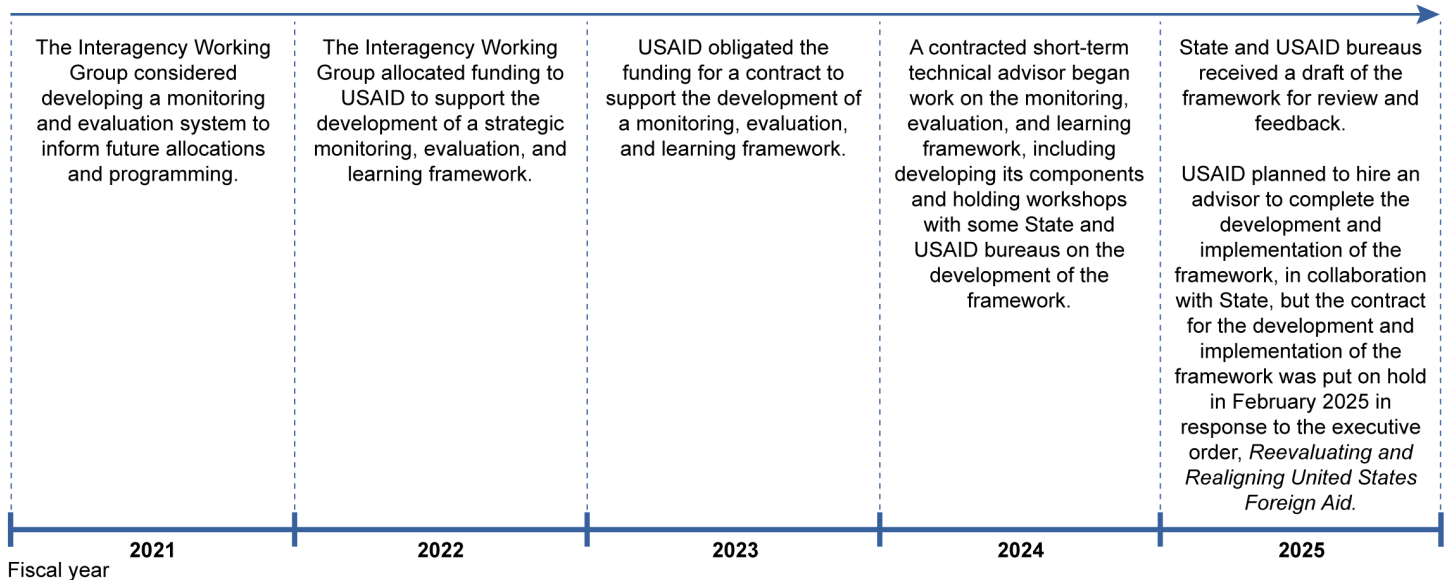 The Interagency Working
Group considered
developing a monitoring
and evaluation system to
inform future allocations
and programming.
The Interagency Working
Group allocated funding to
USAID to support the
development of a strategic
monitoring, evaluation, and
learning framework.
USAID obligated the
funding for a contract to
support the development of
a monitoring, evaluation,
and learning framework.
A contracted short-term
technical advisor began
work on the monitoring,
evaluation, and learning
framework, including
developing its components
and holding workshops
with some State and
USAID bureaus on the
development of the
framework.
State and USAID bureaus
received a draft of the
framework for review and
feedback.
USAID planned to hire an
advisor to complete the
development and
implementation of the
framework, in collaboration
with State, but the contract
for the development and
implementation of the
framework was put on hold
in February 2025 in
response to the executive
order, Reevaluating and
Realigning United States
Foreign Aid.
2021
2022
2023
2024
2025
Fiscal year